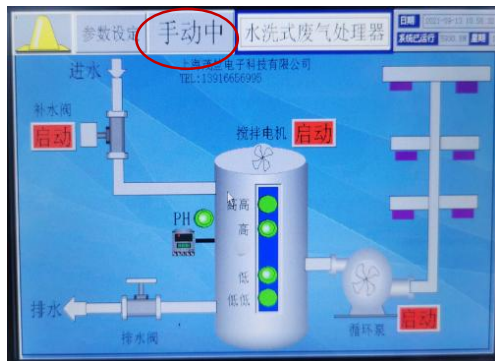 参数设定
手动中
水洗式废气处理器
日期
系统已运行
星期
进水
电子科技有限公司
TEL:13916656995
补水阀
启动
搅拌电机
启动
高高
PH
高
低
低低
排水
排水阀
循环泵
启动